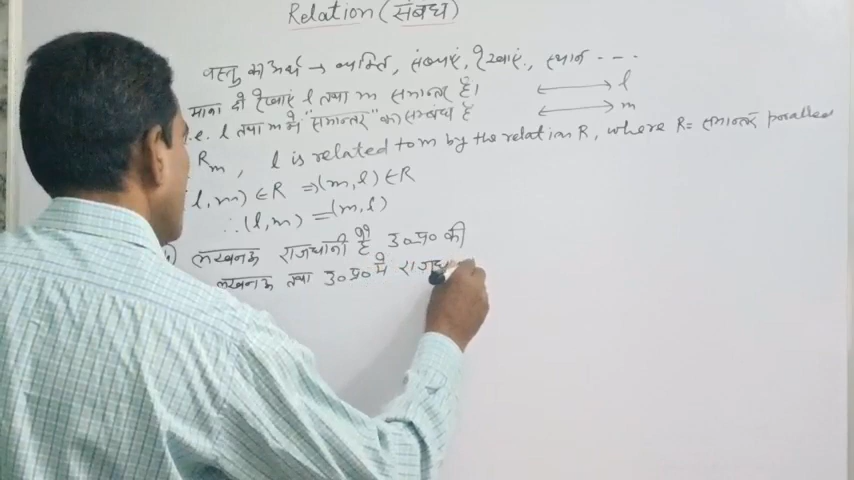 Relation (संबंध)
वस्तु का अर्थ → व्यक्ति, संख्याएं, रेखाएं, स्थान - - -
माना दो रेखाएं l तथा m समान्तर हैं। l
.e. l तथा m में "समान्तर" का सम्बंध है m
R m , l is related to m by the relation R, where R = समान्तर parallel
l, m) ∈ R ⇒ (m, l) ∈ R
∴ (l, m) = (m, l)
लखनऊ राजधानी है उ०प्र० की
लखनऊ तथा उ०प्र० में राजध